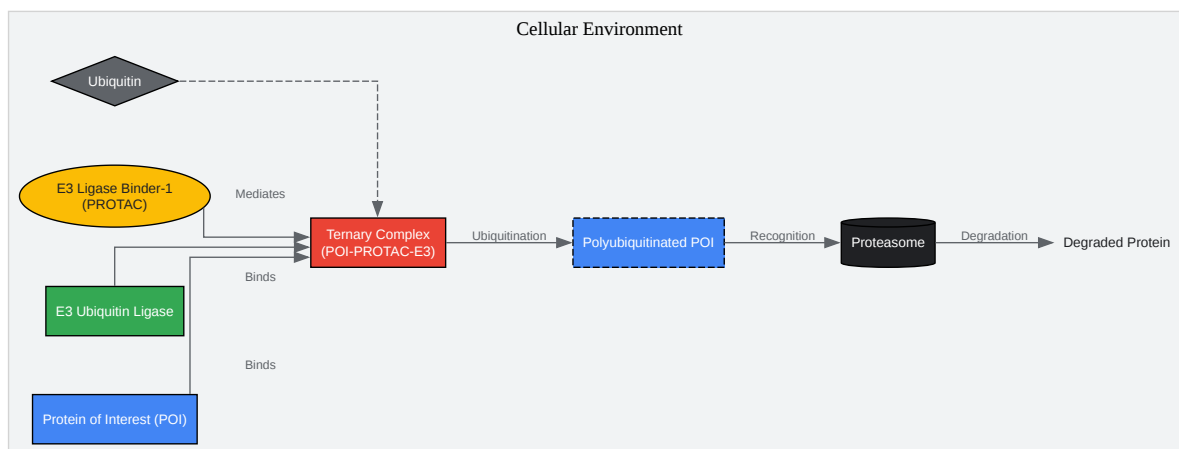 Cellular Environment
Ubiquitin
E3 Ligase Binder-1
(PROTAC)
Mediates
Ternary Complex
(POI-PROTAC-E3)
Ubiquitination
Polyubiquitinated POI
Recognition
Proteasome
Degradation
Degraded Protein
Binds
E3 Ubiquitin Ligase
Binds
Protein of Interest (POI)